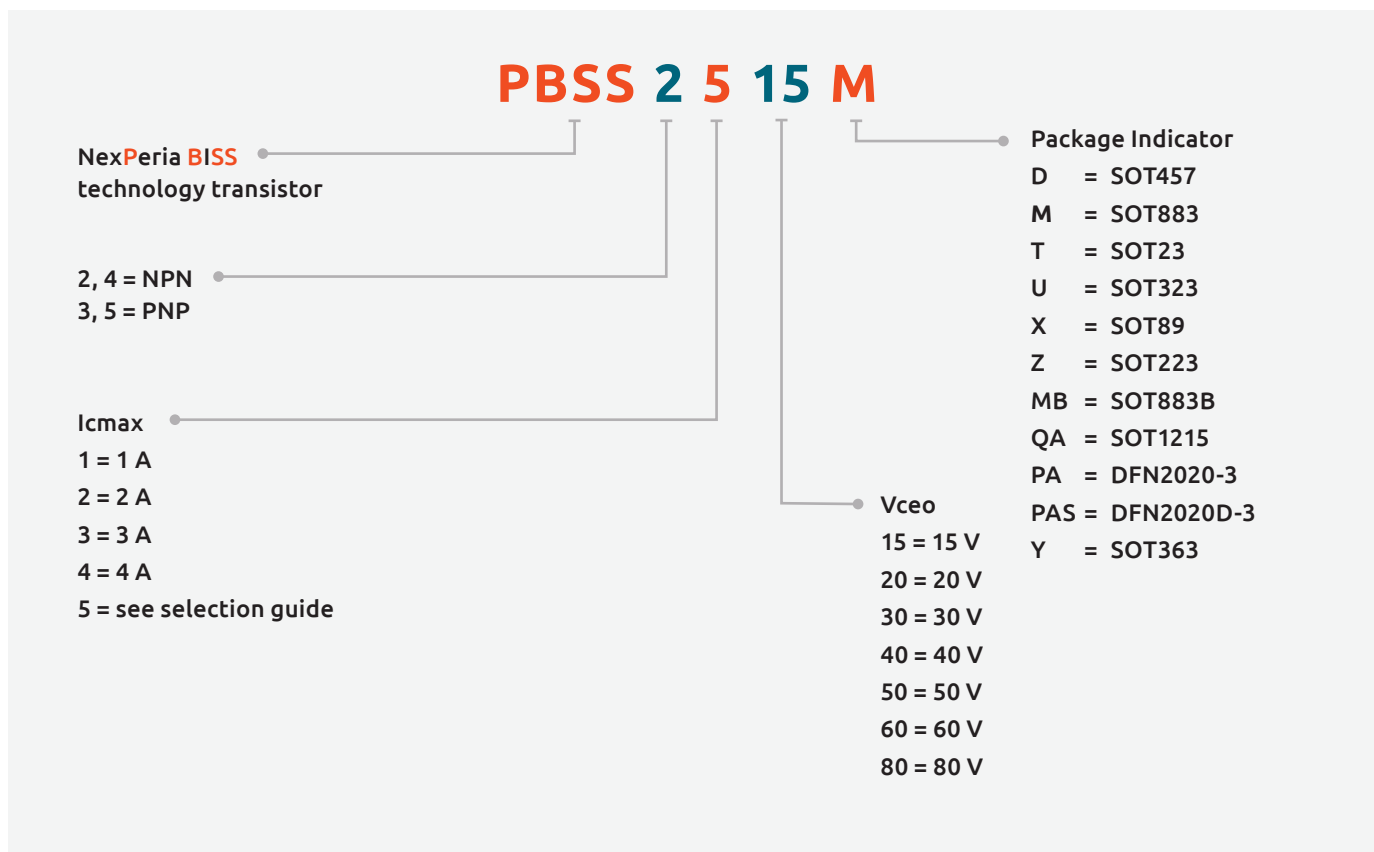 PBSS 2 5 15 M
NexPeria BISS
technology transistor
2, 4 = NPN
3, 5 = PNP
Icmax
1 = 1 A
2 = 2 A
3 = 3 A
4 = 4 A
5 = see selection guide
Vceo
15 = 15 V
20 = 20 V
30 = 30 V
40 = 40 V
50 = 50 V
60 = 60 V
80 = 80 V
Package Indicator
D = SOT457
M = SOT883
T = SOT23
U = SOT323
X = SOT89
Z = SOT223
MB = SOT883B
QA = SOT1215
PA = DFN2020-3
PAS = DFN2020D-3
Y = SOT363